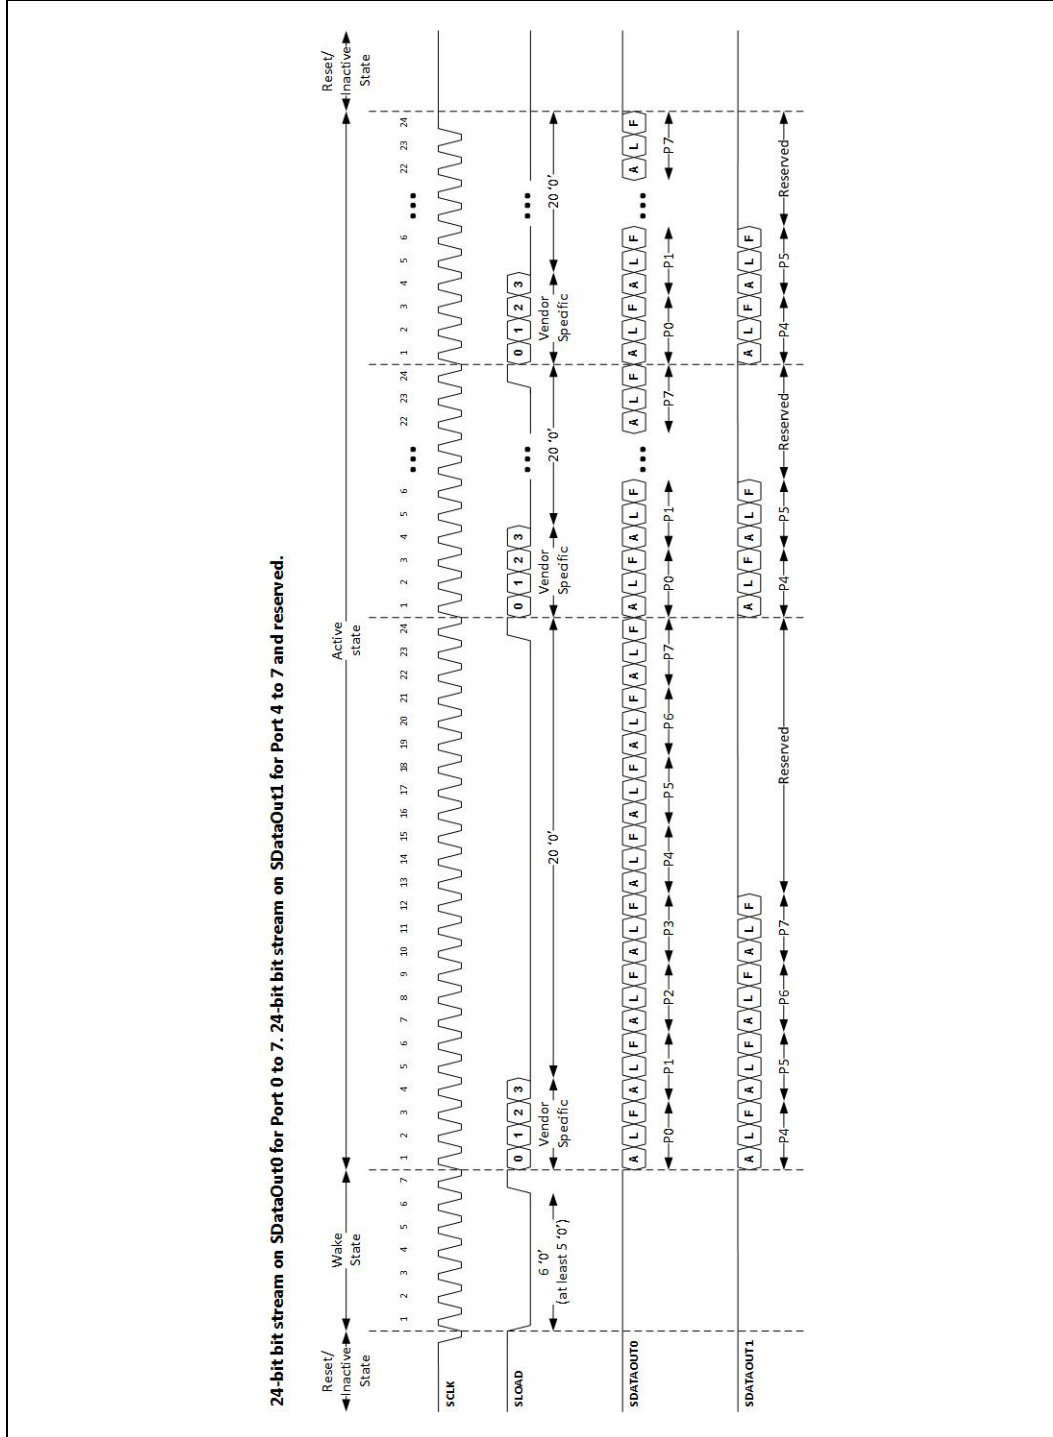 24-bit bit stream on SDataOut0 for Port 0 to 7. 24-bit bit stream on SDataOut1 for Port 4 to 7 and reserved.
Reset/
Inactive
State
Wake
State
Active
state
Reset/
Inactive
State
1 2 3 4 5 6 7 1 2 3 4 5 6 7 8 9 10 11 12 13 14 15 16 17 18 19 20 21 22 23 24 1 2 3 4 5 6 ... 22 23 24 1 2 3 4 5 6 ... 22 23 24
SCLK
SLOAD
0 1 2 3 0 1 2 3 ... 0 1 2 3 ...
6 '0'
(at least 5 '0')
Vendor
Specific
20 '0'
Vendor
Specific
20 '0'
Vendor
Specific
20 '0'
SDATAOUT0
A L F A L F A L F A L F A L F A L F A L F A L F A L F A L F ... A L F A L F A L F ... A L F
P0 P1 P2 P3 P4 P5 P6 P7 P0 P1 P7 P0 P1 P7
SDATAOUT1
A L F A L F A L F A L F A L F A L F A L F A L F
P4 P5 P6 P7 Reserved P4 P5 Reserved P4 P5 Reserved